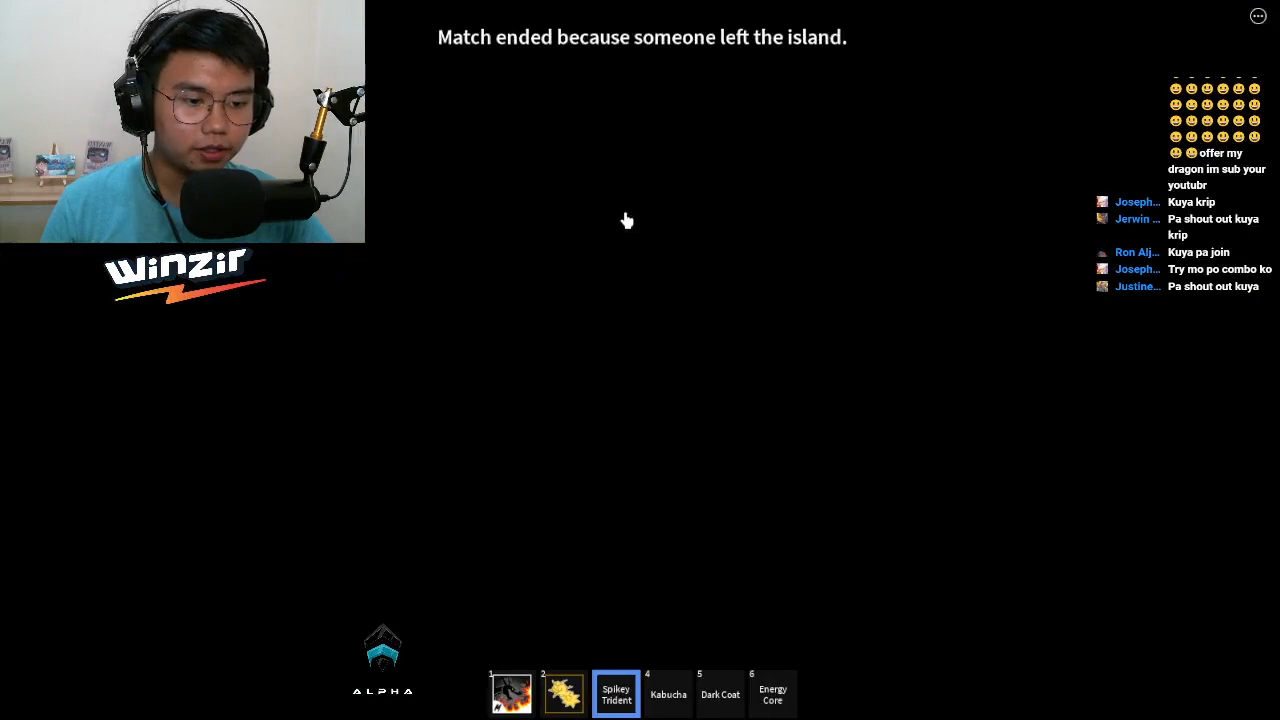 Match ended because someone left the island.
offer my
dragon im sub your
youtubr
Joseph... Kuya krip
Jerwin ... Pa shout out kuya
krip
Ron Alj... Kuya pa join
Joseph... Try mo po combo ko
Justine... Pa shout out kuya
winzir
ALPHA
1
2
Spikey
Trident
4
Kabucha
5
Dark Coat
6
Energy
Core